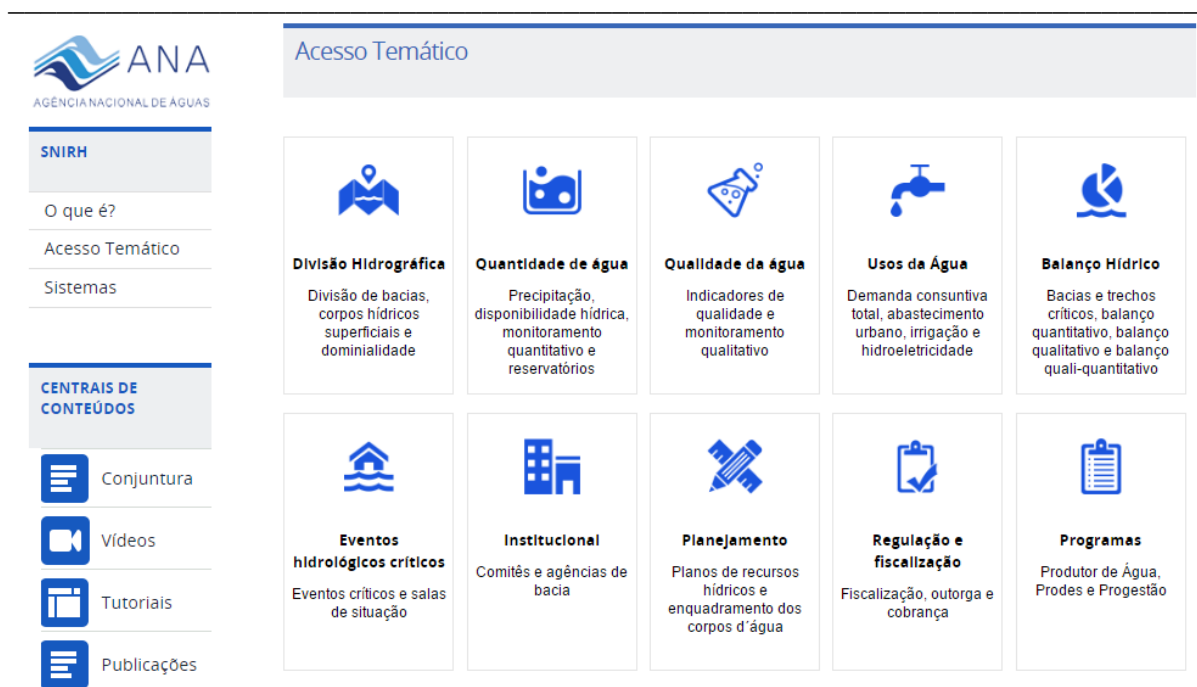 ANA
AGÊNCIA NACIONAL DE ÁGUAS
SNIRH
O que é?
Acesso Temático
Sistemas
CENTRAIS DE
CONTEÚDOS
Conjuntura
Vídeos
Tutoriais
Publicações
Acesso Temático
Divisão Hidrográfica
Divisão de bacias,
corpos hídricos
superficiais e
dominialidade
Quantidade de água
Precipitação,
disponibilidade hídrica,
monitoramento
quantitativo e
reservatórios
Qualidade da água
Indicadores de
qualidade e
monitoramento
qualitativo
Usos da Água
Demanda consuntiva
total, abastecimento
urbano, irrigação e
hidroeletricidade
Balanço Hídrico
Bacias e trechos
críticos, balanço
quantitativo, balanço
qualitativo e balanço
quali-quantitativo
Eventos
hidrológicos críticos
Eventos críticos e salas
de situação
Institucional
Comitês e agências de
bacia
Planejamento
Planos de recursos
hídricos e
enquadramento dos
corpos d´água
Regulação e
fiscalização
Fiscalização, outorga e
cobrança
Programas
Produtor de Água,
Prodes e Progestão